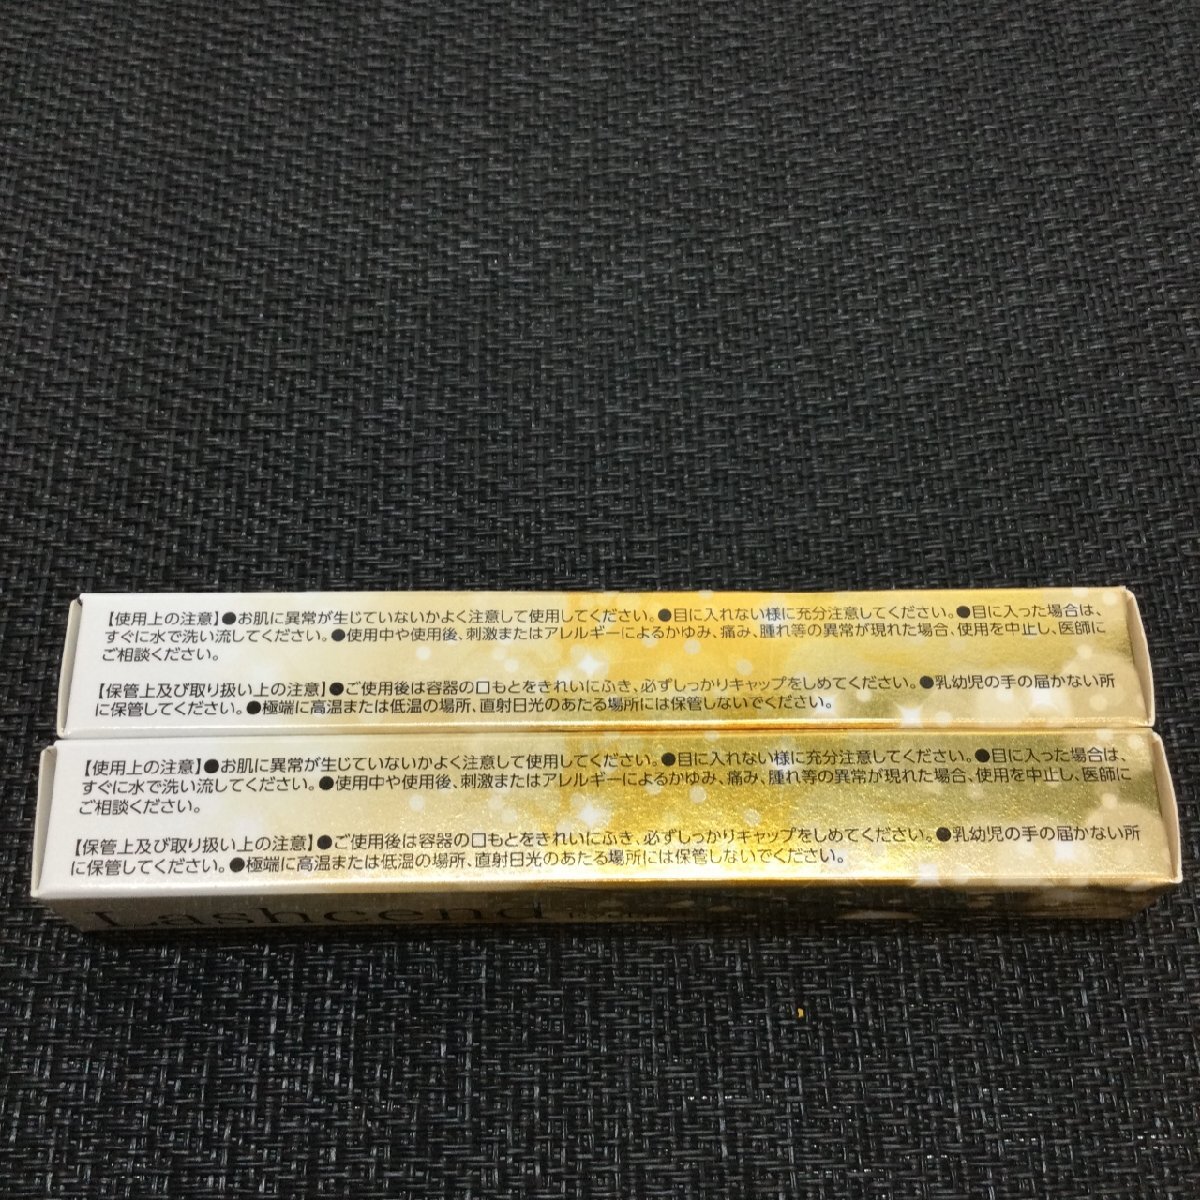 【使用上の注意】●お肌に異常が生じていないかよく注意して使用してください。●目に入れない様に充分注意してください。●目に入った場合は、
すぐに水で洗い流してください。●使用中や使用後、刺激またはアレルギーによるかゆみ、痛み、腫れ等の異常が現れた場合、使用を中止し、医師に
ご相談ください。
【保管上及び取り扱い上の注意】●ご使用後は容器の口もとをきれいにふき、必ずしっかりキャップをしめてください。●乳幼児の手の届かない所
に保管してください。●極端に高温または低温の場所、直射日光のあたる場所には保管しないでください。
【使用上の注意】●お肌に異常が生じていないかよく注意して使用してください。●目に入れない様に充分注意してください。●目に入った場合は、
すぐに水で洗い流してください。●使用中や使用後、刺激またはアレルギーによるかゆみ、痛み、腫れ等の異常が現れた場合、使用を中止し、医師に
ご相談ください。
【保管上及び取り扱い上の注意】●ご使用後は容器の口もとをきれいにふき、必ずしっかりキャップをしめてください。●乳幼児の手の届かない所
に保管してください。●極端に高温または低温の場所、直射日光のあたる場所には保管しないでください。
Lashcend